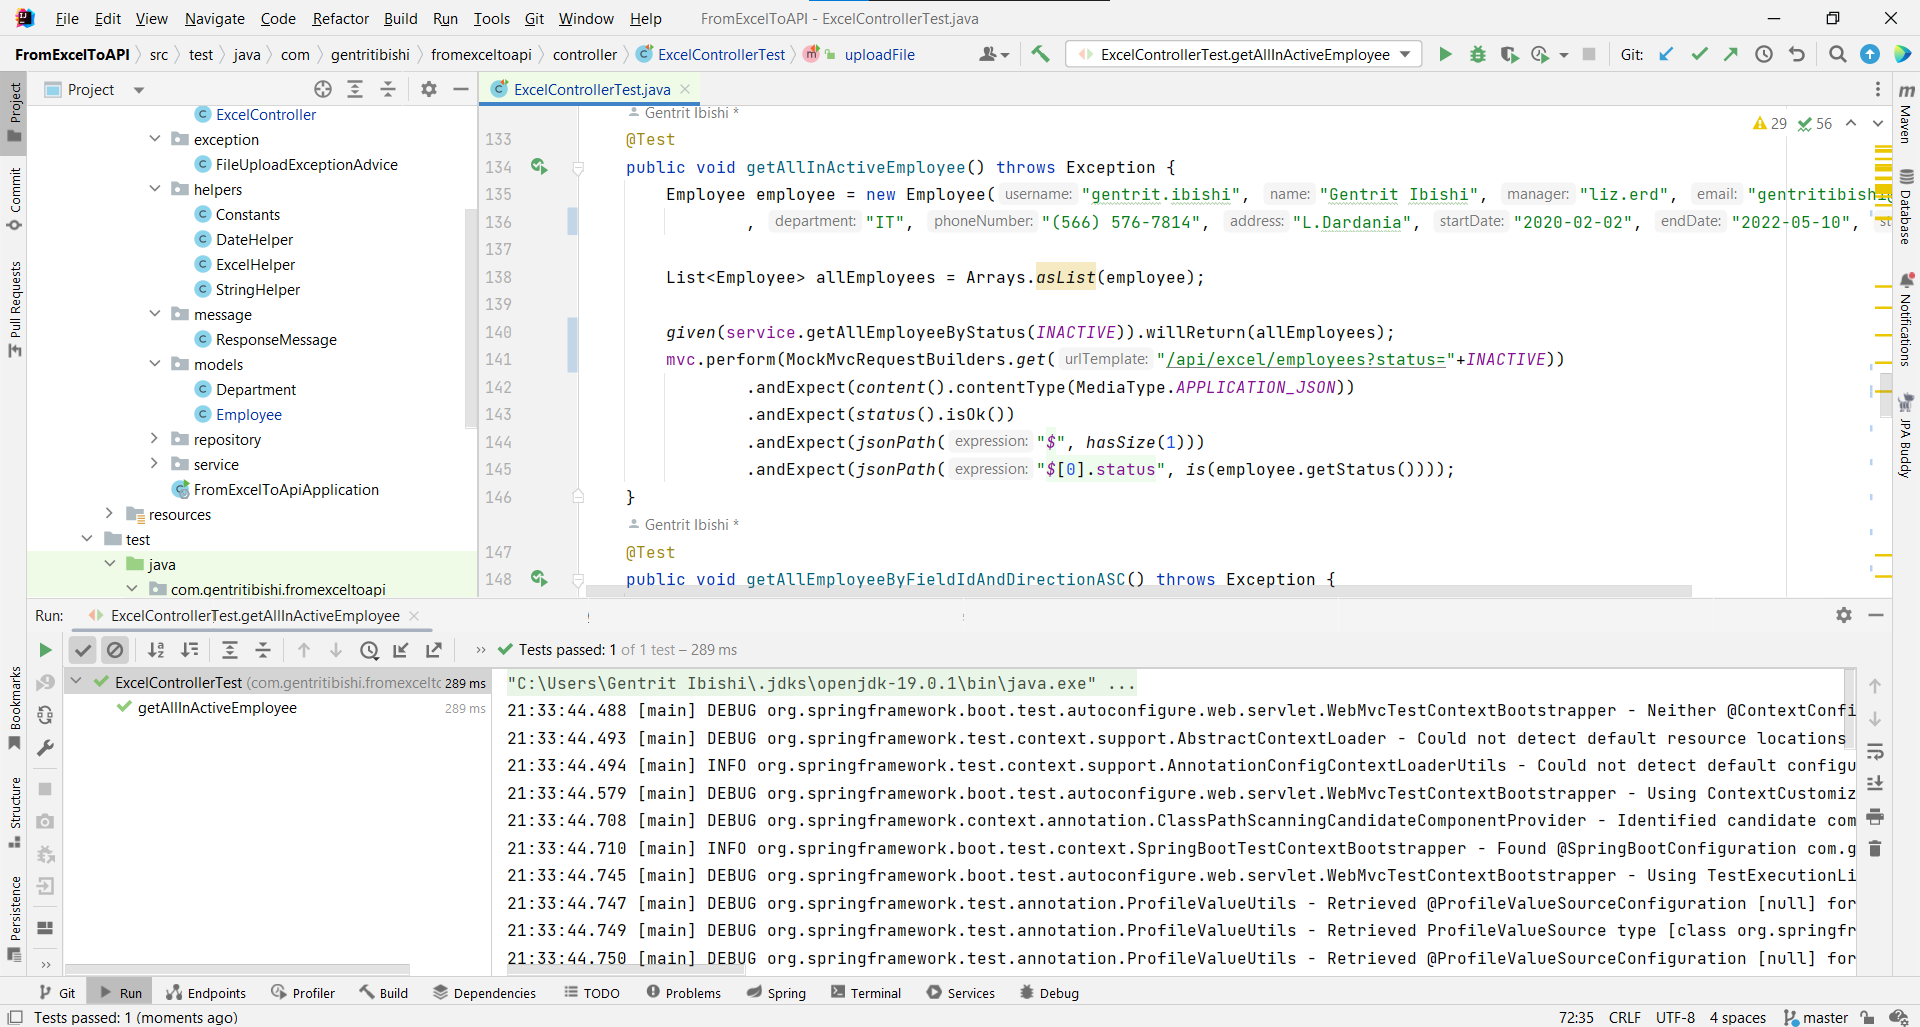 File Edit View Navigate Code Refactor Build Run Tools Git Window Help FromExcelToAPI - ExcelControllerTest.java
FromExcelToAPI src test java com gentritibishi fromexceltoapi controller ExcelControllerTest uploadFile ExcelControllerTest.getAllInActiveEmployee Git:
Project
ExcelControllerTest.java
Project
Commit
Pull Requests
Bookmarks
Structure
Persistence
ExcelController
exception
FileUploadExceptionAdvice
helpers
Constants
DateHelper
ExcelHelper
StringHelper
message
ResponseMessage
models
Department
Employee
repository
service
FromExcelToApiApplication
resources
test
java
com.gentritibishi.fromexceltoapi
Gentrit Ibishi *
29 56
133 @Test
134 public void getAllInActiveEmployee() throws Exception {
135 Employee employee = new Employee( username: "gentrit.ibishi", name: "Gentrit Ibishi", manager: "liz.erd", email: "gentritibishi@
136 , department: "IT", phoneNumber: "(566) 576-7814", address: "L.Dardania", startDate: "2020-02-02", endDate: "2022-05-10", st
137
138 List<Employee> allEmployees = Arrays.asList(employee);
139
140 given(service.getAllEmployeeByStatus(INACTIVE)).willReturn(allEmployees);
141 mvc.perform(MockMvcRequestBuilders.get( urlTemplate: "/api/excel/employees?status="+INACTIVE))
142 .andExpect(content().contentType(MediaType.APPLICATION_JSON))
143 .andExpect(status().isOk())
144 .andExpect(jsonPath( expression: "$", hasSize(1)))
145 .andExpect(jsonPath( expression: "$[0].status", is(employee.getStatus())));
146 }
Gentrit Ibishi *
147 @Test
148 public void getAllEmployeeByFieldIdAndDirectionASC() throws Exception {
m Maven
Database
Notifications
JPA Buddy
Run: ExcelControllerTest.getAllInActiveEmployee
Tests passed: 1 of 1 test – 289 ms
ExcelControllerTest (com.gentritibishi.fromexcelto 289 ms
getAllInActiveEmployee 289 ms
"C:\Users\Gentrit Ibishi\.jdks\openjdk-19.0.1\bin\java.exe" ...
21:33:44.488 [main] DEBUG org.springframework.boot.test.autoconfigure.web.servlet.WebMvcTestContextBootstrapper - Neither @ContextConfi
21:33:44.493 [main] DEBUG org.springframework.test.context.support.AbstractContextLoader - Could not detect default resource locations
21:33:44.494 [main] INFO org.springframework.test.context.support.AnnotationConfigContextLoaderUtils - Could not detect default configu
21:33:44.579 [main] DEBUG org.springframework.boot.test.autoconfigure.web.servlet.WebMvcTestContextBootstrapper - Using ContextCustomiz
21:33:44.708 [main] DEBUG org.springframework.context.annotation.ClassPathScanningCandidateComponentProvider - Identified candidate com
21:33:44.710 [main] INFO org.springframework.boot.test.context.SpringBootTestContextBootstrapper - Found @SpringBootConfiguration com.g
21:33:44.745 [main] DEBUG org.springframework.boot.test.autoconfigure.web.servlet.WebMvcTestContextBootstrapper - Using TestExecutionLi
21:33:44.747 [main] DEBUG org.springframework.test.annotation.ProfileValueUtils - Retrieved @ProfileValueSourceConfiguration [null] for
21:33:44.749 [main] DEBUG org.springframework.test.annotation.ProfileValueUtils - Retrieved ProfileValueSource type [class org.springfr
21:33:44.750 [main] DEBUG org.springframework.test.annotation.ProfileValueUtils - Retrieved @ProfileValueSourceConfiguration [null] for
Git Run Endpoints Profiler Build Dependencies TODO Problems Spring Terminal Services Debug
Tests passed: 1 (moments ago) 72:35 CRLF UTF-8 4 spaces master